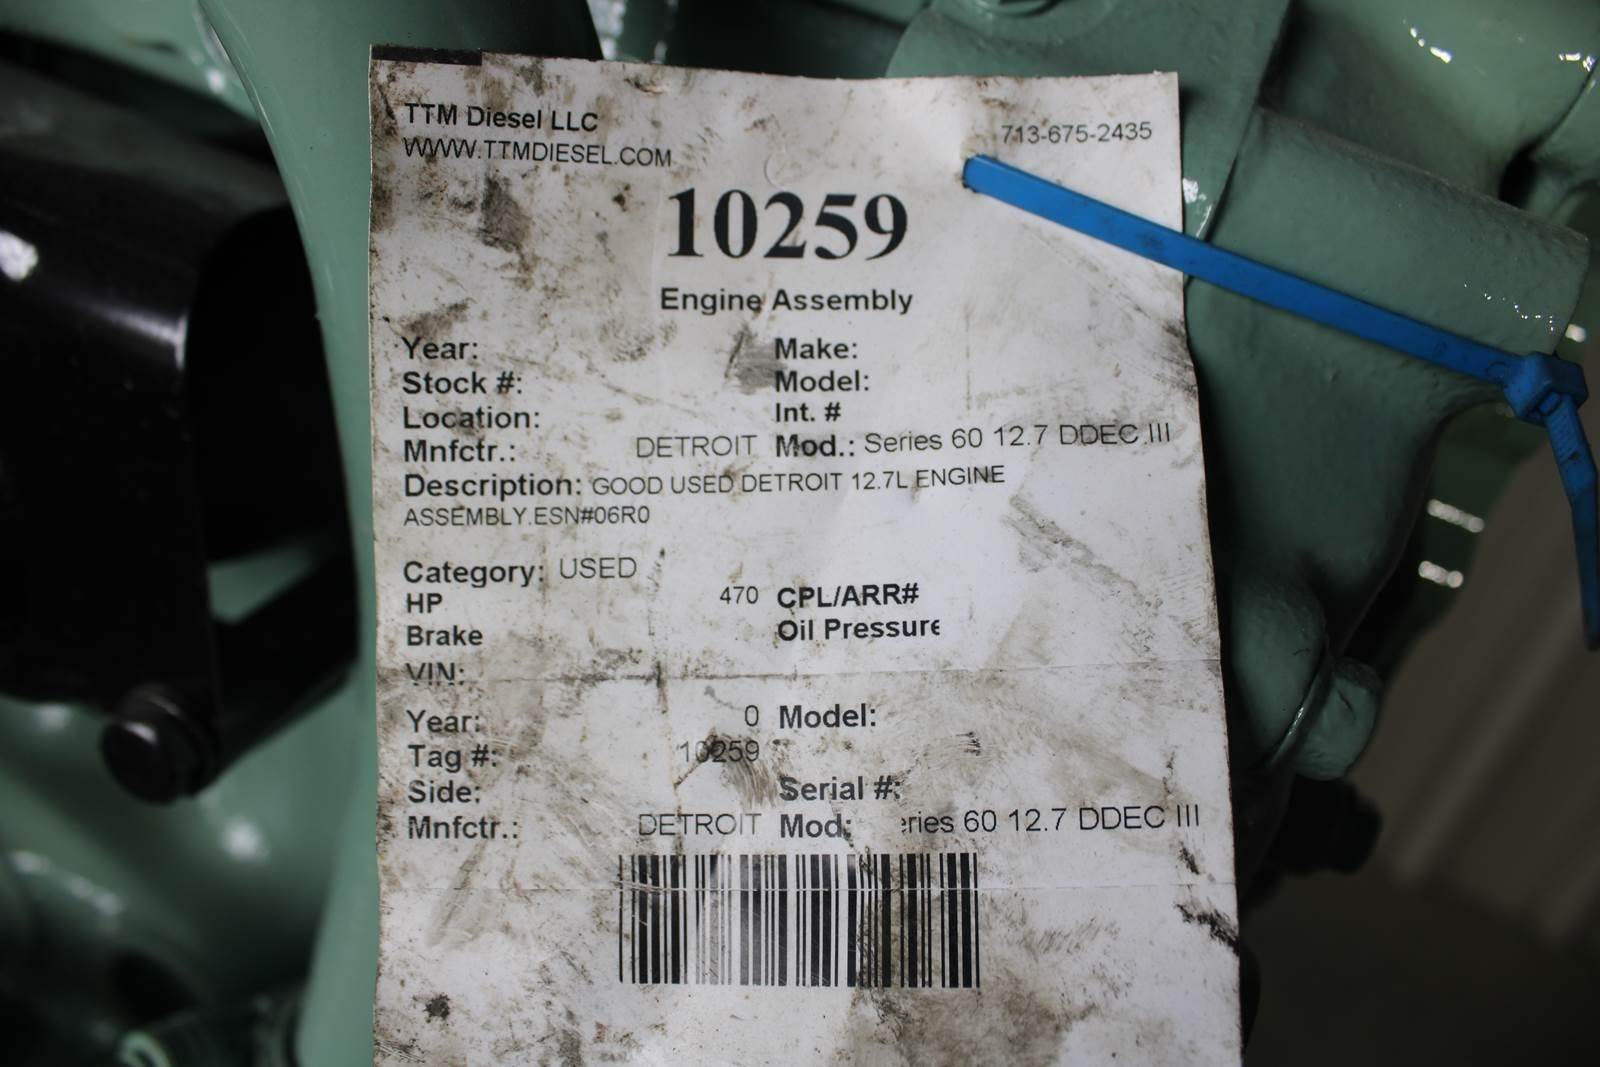 TTM Diesel LLC
WWW.TTMDIESEL.COM
713-675-2435
10259
Engine Assembly
Year: Make:
Stock #: Model:
Location: Int. #
Mnfctr.: DETROIT Mod.: Series 60 12.7 DDEC III
Description: GOOD USED DETROIT 12.7L ENGINE
ASSEMBLY.ESN#06R0
Category: USED
HP 470 CPL/ARR#
Brake Oil Pressure
VIN:
Year: 0 Model:
Tag #: 10259
Side: Serial #:
Mnfctr.: DETROIT Mod: eries 60 12.7 DDEC III